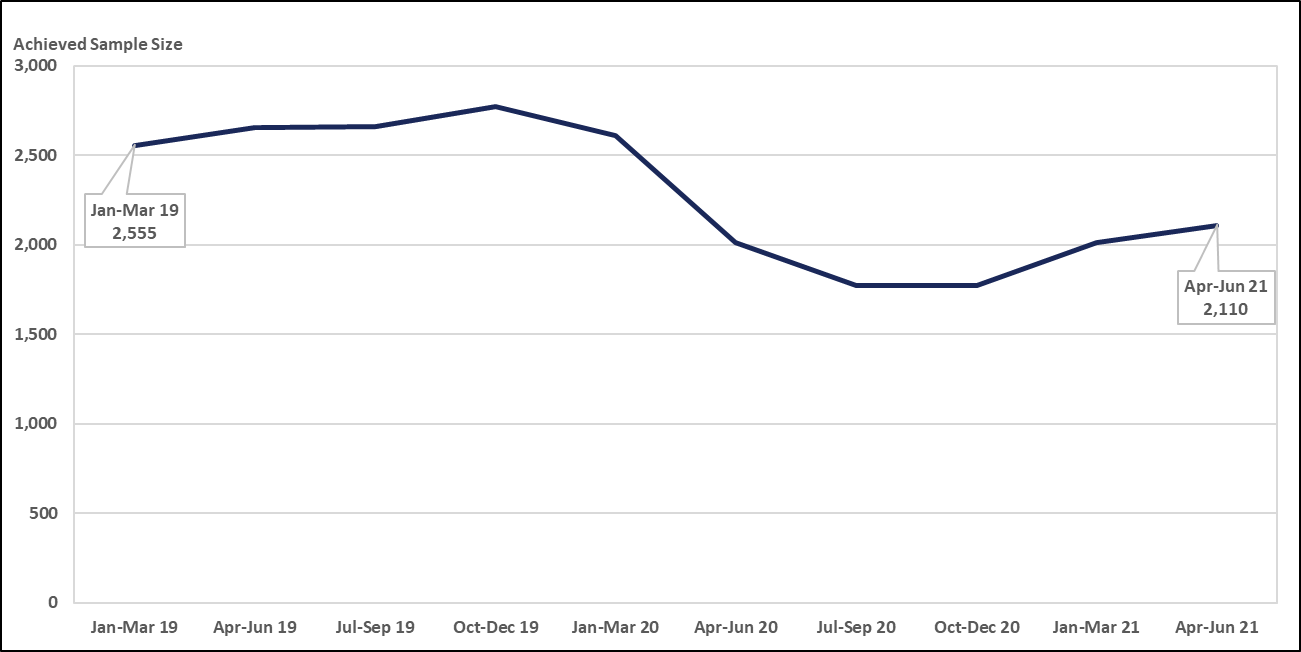 Achieved Sample Size
3,000
2,500
Jan-Mar 19
2,555
2,000
Apr-Jun 21
2,110
1,500
1,000
500
0
Jan-Mar 19 Apr-Jun 19 Jul-Sep 19 Oct-Dec 19 Jan-Mar 20 Apr-Jun 20 Jul-Sep 20 Oct-Dec 20 Jan-Mar 21 Apr-Jun 21